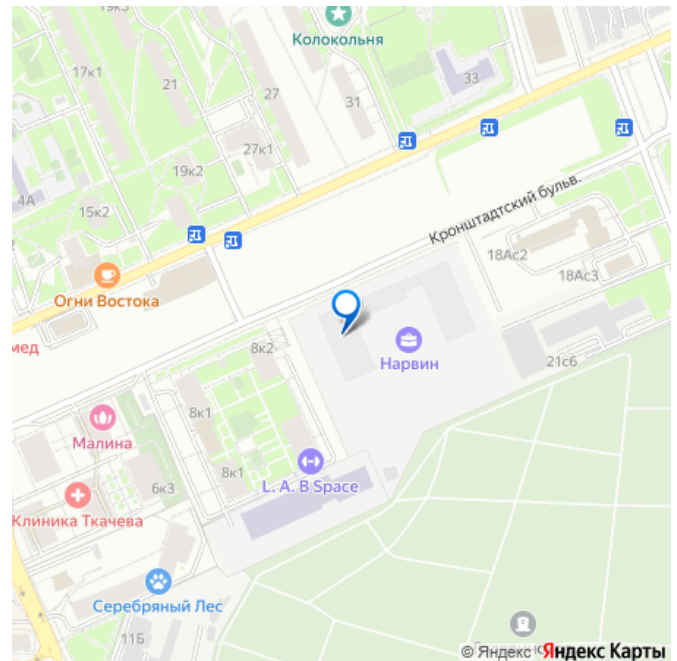 19к3
Колокольня
17к1
21
27
31
33
27к1
19к2
4А
15к2
Кронштадтский бульв.
18Ас2
18Ас3
Огни Востока
мед
8к2
Нарвин
21с6
8к1
Малина
8к1
L. A. B Space
6к3
Клиника Ткачева
Серебряный Лес
11Б
© Яндекс Яндекс Карты